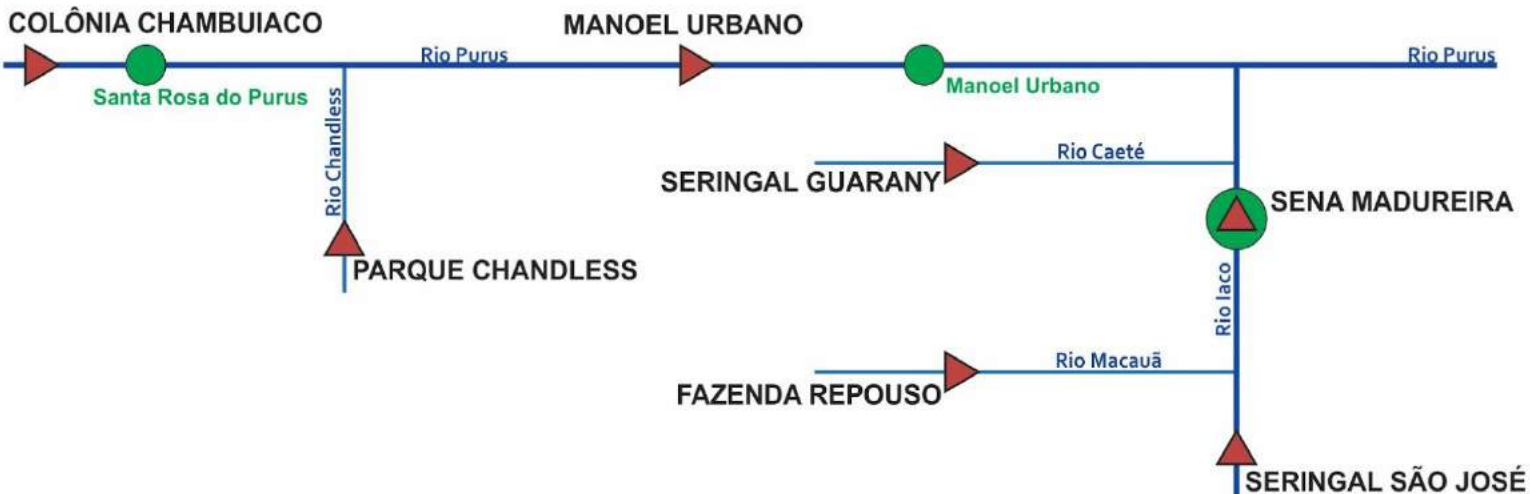 COLÔNIA CHAMBUIACO
MANOEL URBANO
Rio Purus
Rio Purus
Santa Rosa do Purus
Manoel Urbano
Rio Chandless
Rio Caeté
SERINGAL GUARANY
SENA MADUREIRA
PARQUE CHANDLESS
Rio Iaco
Rio Macauã
FAZENDA REPOUSO
SERINGAL SÃO JOSÉ